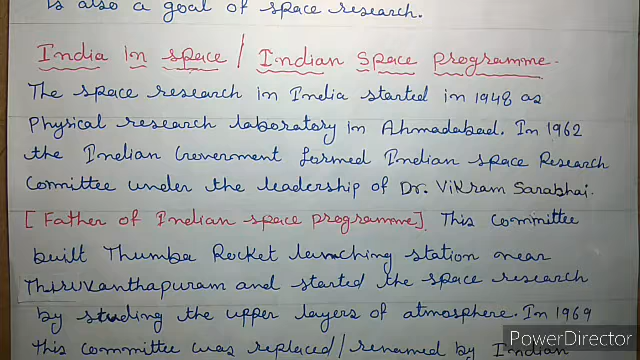 is also a goal of space research.
India in space / Indian Space programme.
The space research in India started in 1948 as
Physical research laboratory in Ahmadabad. In 1962
the Indian Government formed Indian space Research
Committee under the leadership of Dr. Vikram Sarabhai.
[ Father of Indian space programme]. This Committee
built Thumba Rocket launching station near
Thiruvanthapuram and started the space research
by studing the upper layers of atmosphere. In 1969
PowerDirector
this committee was replaced/renamed by Indian